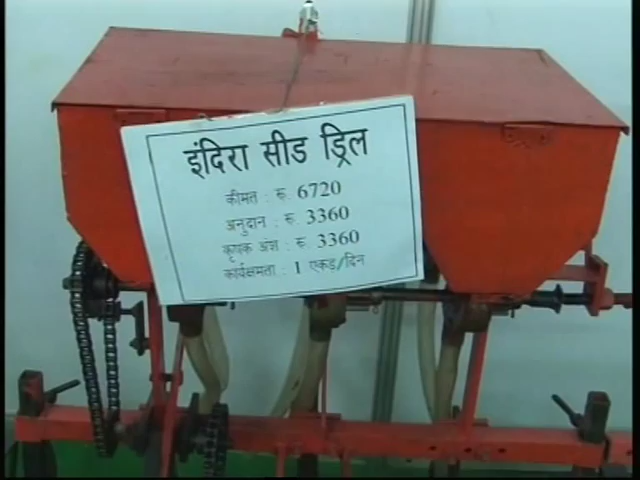 इंदिरा सीड ड्रिल
कीमत : रु. 6720
अनुदान : रु. 3360
कृषक अंश : रु. 3360
कार्यक्षमता : 1 एकड़/दिन